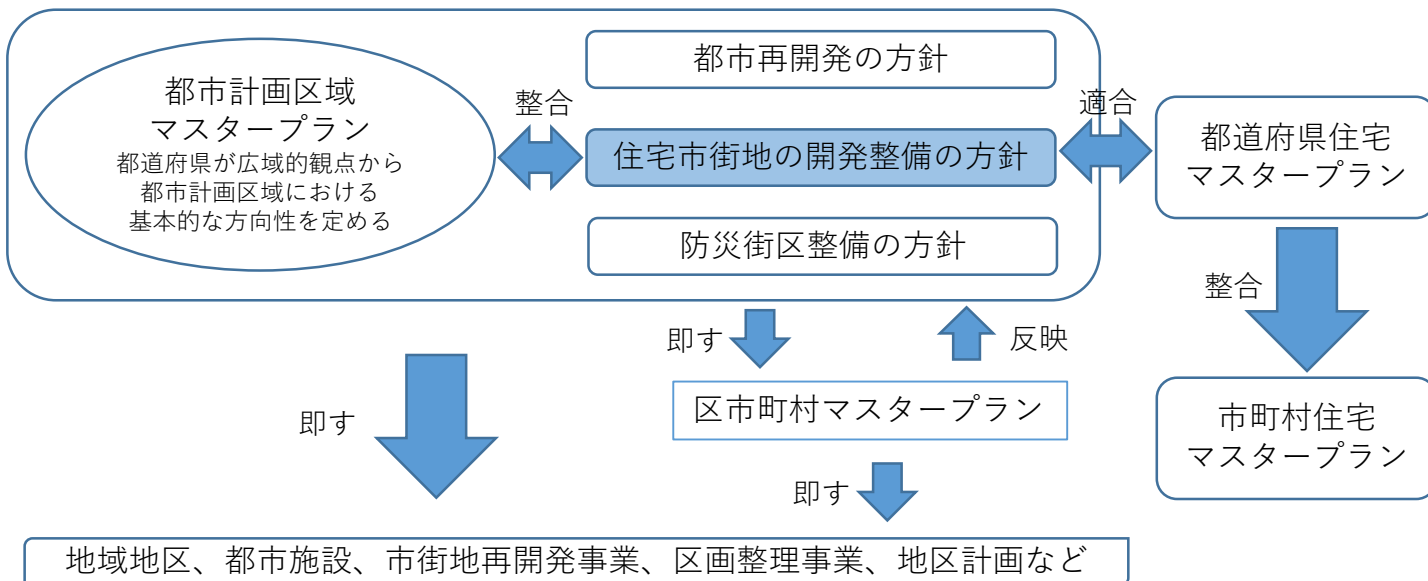 都市再開発の方針
都市計画区域
マスタープラン
都道府県が広域的観点から
都市計画区域における
基本的な方向性を定める
整合
住宅市街地の開発整備の方針
適合
都道府県住宅
マスタープラン
防災街区整備の方針
整合
即す
反映
即す
区市町村マスタープラン
市町村住宅
マスタープラン
即す
地域地区、都市施設、市街地再開発事業、区画整理事業、地区計画など